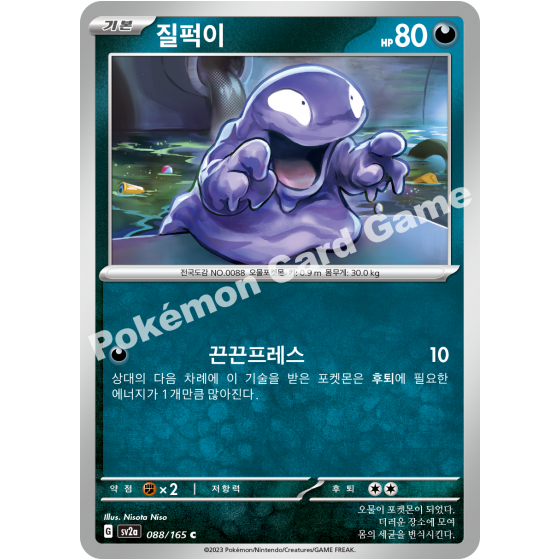 기본
질퍽이
HP 80
전국도감 NO.0088 오물포켓몬 키: 0.9 m 몸무게: 30.0 kg
Pokémon Card Game
끈끈프레스 10
상대의 다음 차례에 이 기술을 받은 포켓몬은 후퇴에 필요한
에너지가 1개만큼 많아진다.
약점 ×2 저항력 후퇴
Illus. Nisota Niso
G sv2a 088/165 C
오물이 포켓몬이 되었다.
더러운 장소에 모여
몸의 세균을 번식시킨다.
©2023 Pokémon/Nintendo/Creatures/GAME FREAK.